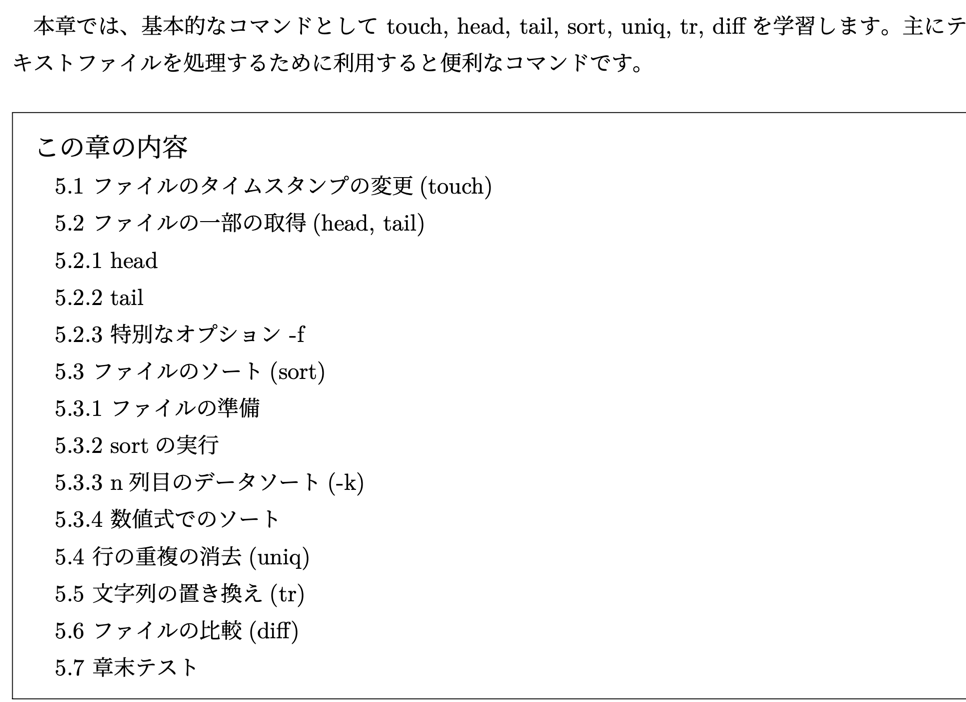 本章では、基本的なコマンドとして touch, head, tail, sort, uniq, tr, diff を学習します。主にテ
キストファイルを処理するために利用すると便利なコマンドです。
この章の内容
5.1 ファイルのタイムスタンプの変更 (touch)
5.2 ファイルの一部の取得 (head, tail)
5.2.1 head
5.2.2 tail
5.2.3 特別なオプション -f
5.3 ファイルのソート (sort)
5.3.1 ファイルの準備
5.3.2 sort の実行
5.3.3 n 列目のデータソート (-k)
5.3.4 数値式でのソート
5.4 行の重複の消去 (uniq)
5.5 文字列の置き換え (tr)
5.6 ファイルの比較 (diff)
5.7 章末テスト